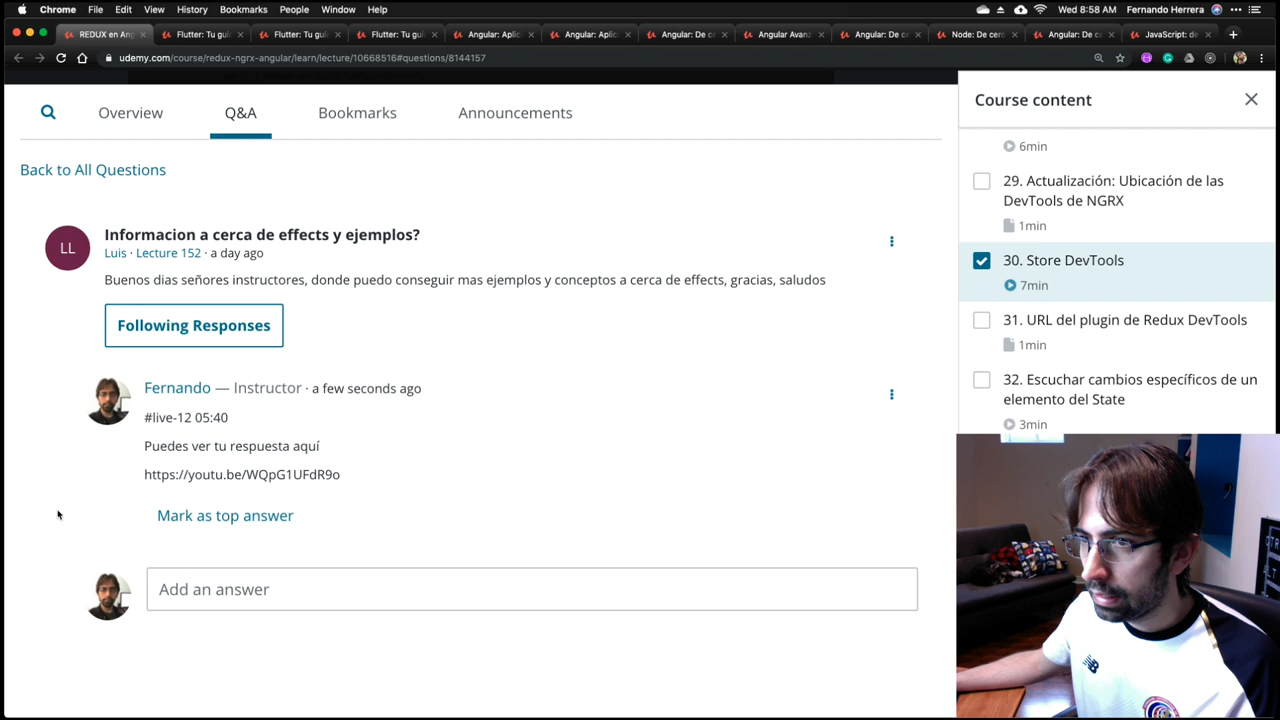 Chrome File Edit View History Bookmarks People Window Help Wed 8:58 AM Fernando Herrera
REDUX en An Flutter: Tu gui Flutter: Tu gui Flutter: Tu gui Angular: Aplic Angular: Aplic Angular: De c Angular Avanz Angular: De c Node: De cero Angular: De c JavaScript: de
udemy.com/course/redux-ngrx-angular/learn/lecture/10668516#questions/8144157
Overview Q&A Bookmarks Announcements
Back to All Questions
LL
Informacion a cerca de effects y ejemplos?
Luis · Lecture 152 · a day ago
Buenos dias señores instructores, donde puedo conseguir mas ejemplos y conceptos a cerca de effects, gracias, saludos
Following Responses
Fernando — Instructor · a few seconds ago
#live-12 05:40
Puedes ver tu respuesta aquí
https://youtu.be/WQpG1UFdR9o
Mark as top answer
Add an answer
Course content
6min
29. Actualización: Ubicación de las
DevTools de NGRX
1min
30. Store DevTools
7min
31. URL del plugin de Redux DevTools
1min
32. Escuchar cambios específicos de un
elemento del State
3min